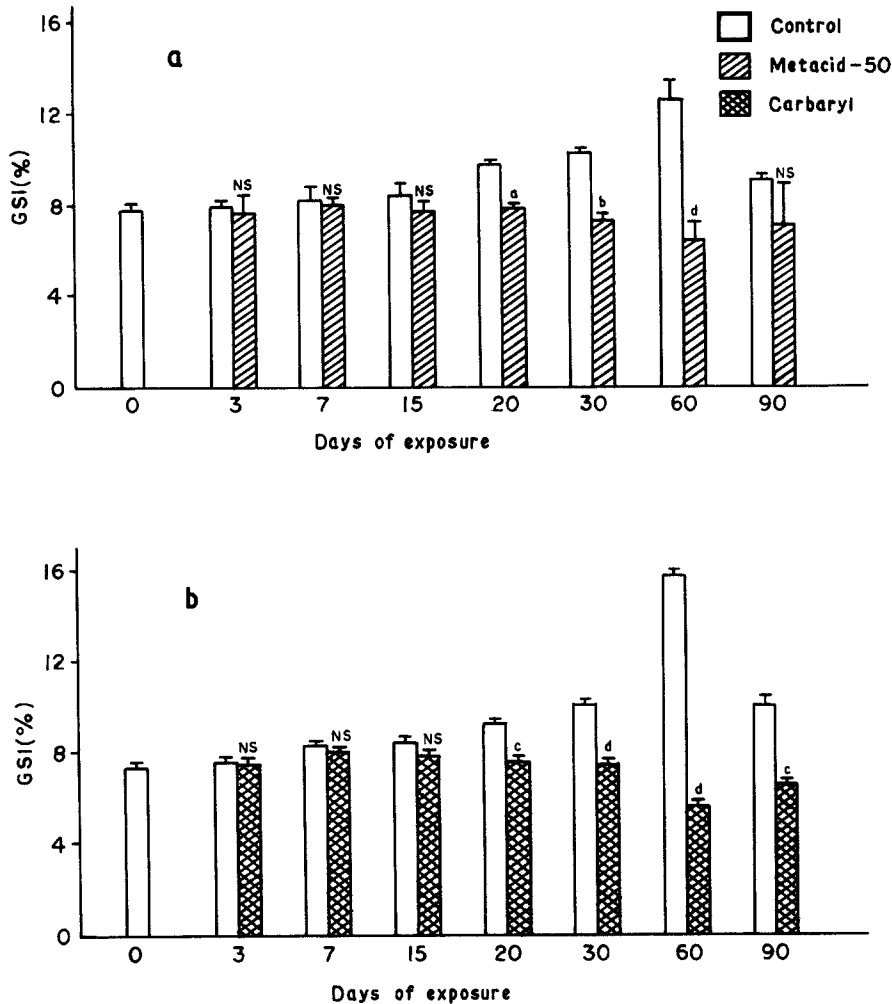 16
a
Control
Metacid-50
Carbaryl
12
GSI(%)
8
4
0
NS
NS
NS
a
b
d
NS
0 3 7 15 20 30 60 90
Days of exposure
16
b
12
GSI(%)
8
4
0
NS
NS
NS
c
d
d
c
0 3 7 15 20 30 60 90
Days of exposure